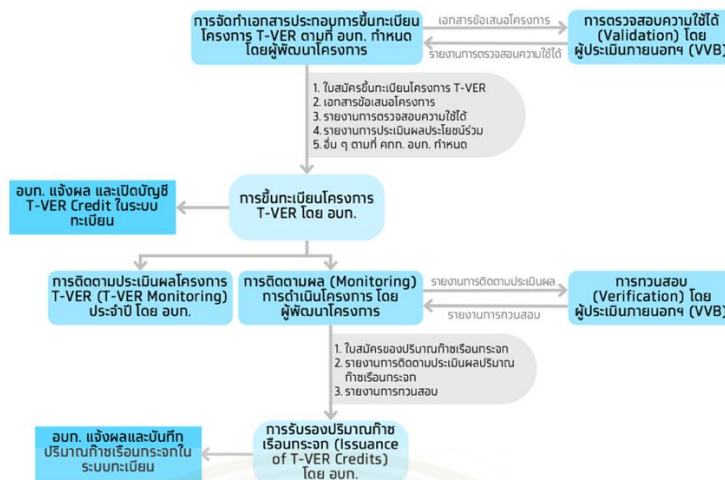 การจัดทำเอกสารประกอบการขึ้นทะเบียน
โครงการ T-VER ตามที่ อบก. กำหนด
โดยผู้พัฒนาโครงการ
เอกสารข้อเสนอโครงการ
รายงานการตรวจสอบความใช้ได้
การตรวจสอบความใช้ได้
(Validation) โดย
ผู้ประเมินภายนอกฯ (VVB)
1. ใบสมัครขึ้นทะเบียนโครงการ T-VER
2. เอกสารข้อเสนอโครงการ
3. รายงานการตรวจสอบความใช้ได้
4. รายงานการประเมินผลประโยชน์ร่วม
5. อื่น ๆ ตามที่ คกก. อบก. กำหนด
อบก. แจ้งผล และเปิดบัญชี
T-VER Credit ในระบบ
ทะเบียน
การขึ้นทะเบียนโครงการ
T-VER โดย อบก.
การติดตามประเมินผลโครงการ
T-VER (T-VER Monitoring)
ประจำปี โดย อบก.
การติดตามผล (Monitoring)
การดำเนินโครงการ โดย
ผู้พัฒนาโครงการ
รายงานการติดตามประเมินผล
รายงานการทวนสอบ
การทวนสอบ
(Verification) โดย
ผู้ประเมินภายนอกฯ (VVB)
1. ใบสมัครขอปริมาณก๊าซเรือนกระจก
2. รายงานการติดตามประเมินผลปริมาณ
ก๊าซเรือนกระจก
3. รายงานการทวนสอบ
อบก. แจ้งผลและบันทึก
ปริมาณก๊าซเรือนกระจกใน
ระบบทะเบียน
การรับรองปริมาณก๊าซ
เรือนกระจก (Issuance
of T-VER Credits)
โดย อบก.